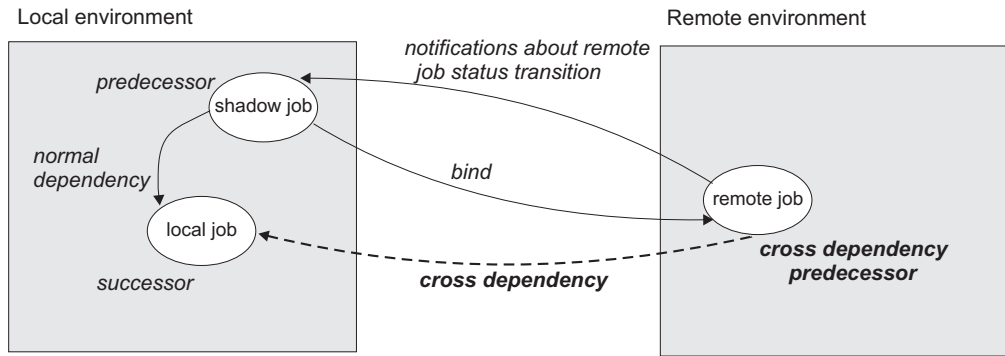 Local environment
Remote environment
notifications about remote
job status transition
predecessor
shadow job
normal
dependency
bind
remote job
local job
cross dependency
predecessor
cross dependency
successor